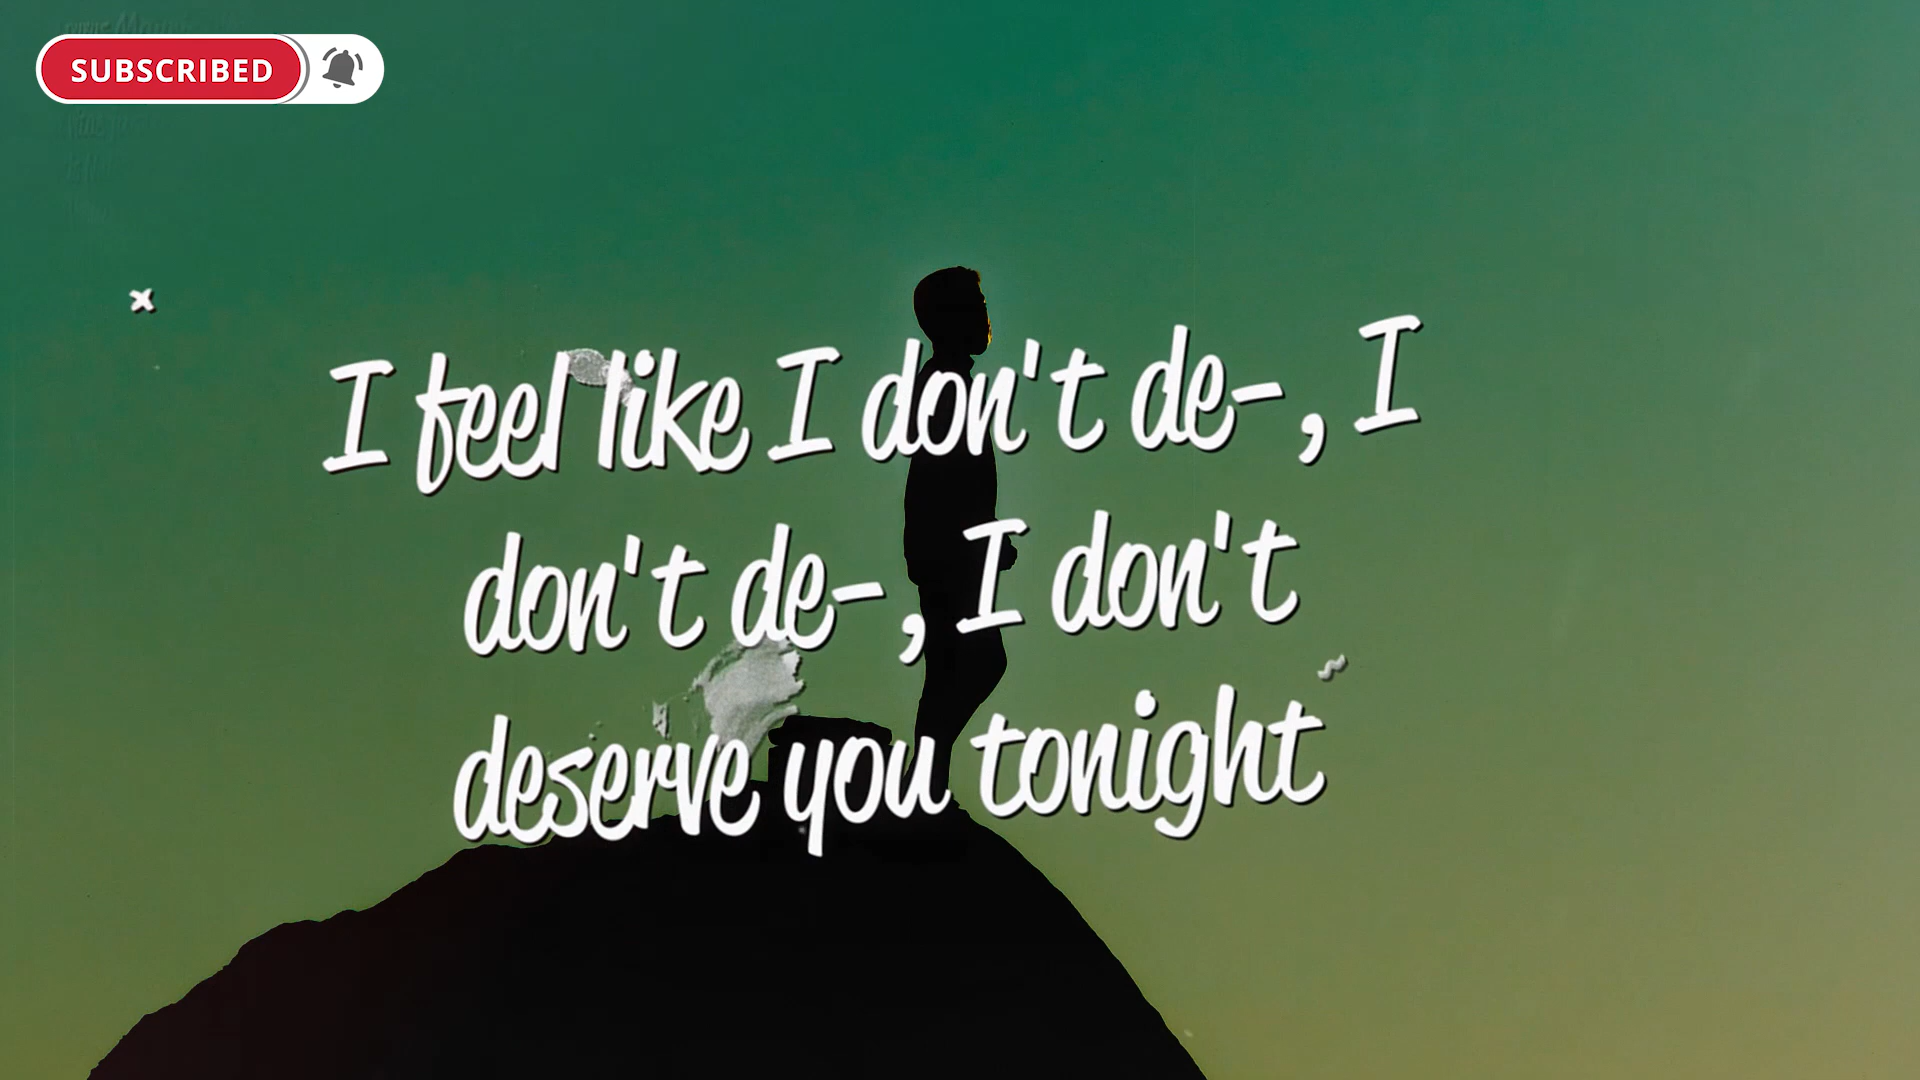 SUBSCRIBED
I feel like I don't de-, I
don't de-, I don't
deserve you tonight